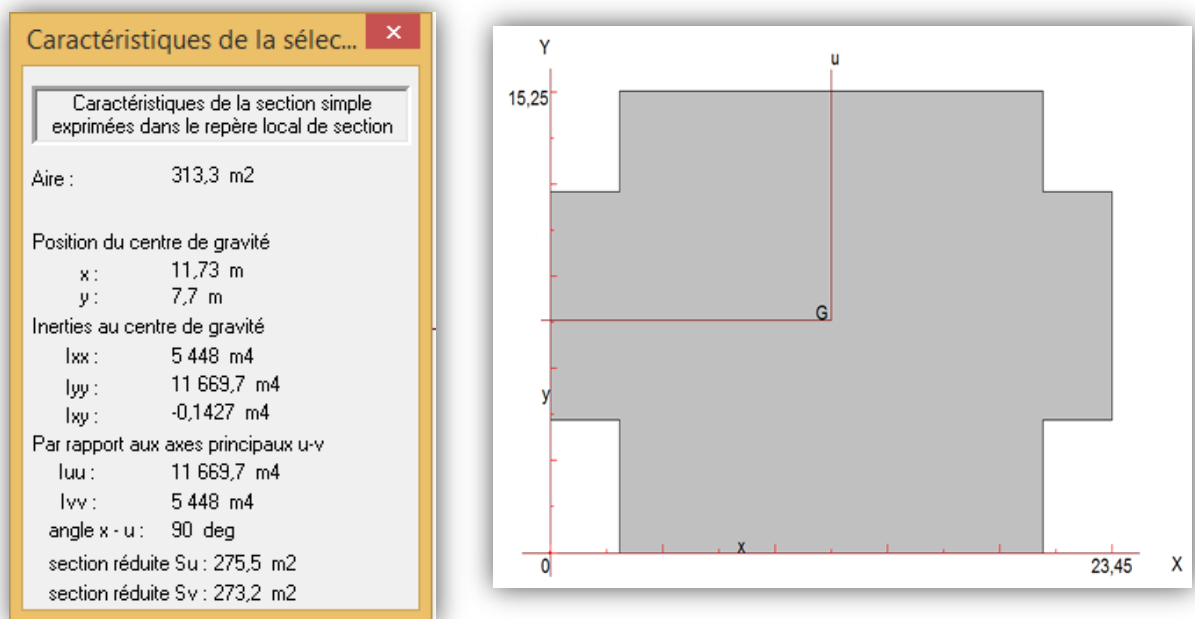 Caractéristiques de la sélec...
Caractéristiques de la section simple
exprimées dans le repère local de section
Aire : 313,3 m2
Position du centre de gravité
x : 11,73 m
y : 7,7 m
Inerties au centre de gravité
Ixx : 5 448 m4
Iyy : 11 669,7 m4
Ixy : -0,1427 m4
Par rapport aux axes principaux u-v
Iuu : 11 669,7 m4
Ivv : 5 448 m4
angle x - u : 90 deg
section réduite Su : 275,5 m2
section réduite Sv : 273,2 m2
Y
u
15,25
G
y
x
0
23,45
X